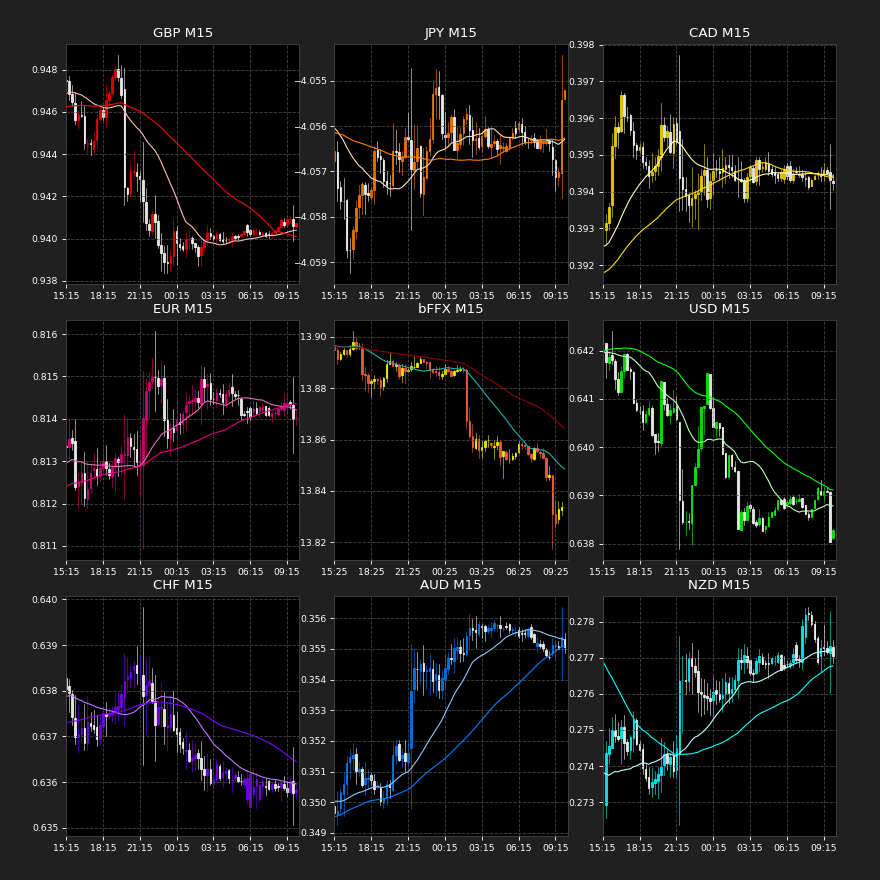 GBP M15 JPY M15 CAD M15
0.948 0.946 0.944 0.942 0.940 0.938
−4.055 −4.056 −4.057 −4.058 −4.059
0.398 0.397 0.396 0.395 0.394 0.393 0.392
15:15 18:15 21:15 00:15 03:15 06:15 09:15
15:15 18:15 21:15 00:15 03:15 06:15 09:15
15:15 18:15 21:15 00:15 03:15 06:15 09:15
EUR M15 bFFX M15 USD M15
0.816 0.815 0.814 0.813 0.812 0.811
13.90 13.88 13.86 13.84 13.82
0.642 0.641 0.640 0.639 0.638
15:15 18:15 21:15 00:15 03:15 06:15 09:15
15:25 18:25 21:25 00:25 03:25 06:25 09:25
15:15 18:15 21:15 00:15 03:15 06:15 09:15
CHF M15 AUD M15 NZD M15
0.640 0.639 0.638 0.637 0.636 0.635
0.356 0.355 0.354 0.353 0.352 0.351 0.350 0.349
0.278 0.277 0.276 0.275 0.274 0.273
15:15 18:15 21:15 00:15 03:15 06:15 09:15
15:15 18:15 21:15 00:15 03:15 06:15 09:15
15:15 18:15 21:15 00:15 03:15 06:15 09:15